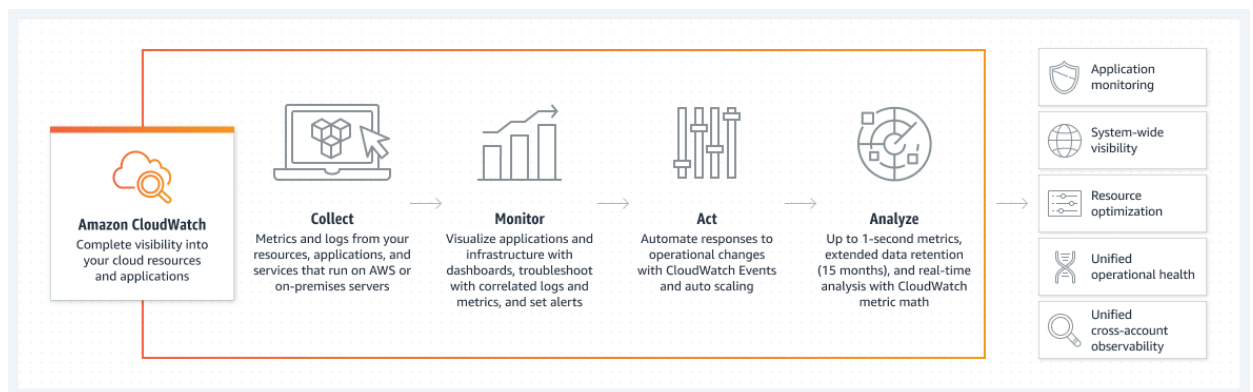 Amazon CloudWatch
Complete visibility into
your cloud resources
and applications
Collect
Metrics and logs from your
resources, applications, and
services that run on AWS or
on-premises servers
Monitor
Visualize applications and
infrastructure with
dashboards, troubleshoot
with correlated logs and
metrics, and set alerts
Act
Automate responses to
operational changes
with CloudWatch Events
and auto scaling
Analyze
Up to 1-second metrics,
extended data retention
(15 months), and real-time
analysis with CloudWatch
metric math
Application
monitoring
System-wide
visibility
Resource
optimization
Unified
operational health
Unified
cross-account
observability